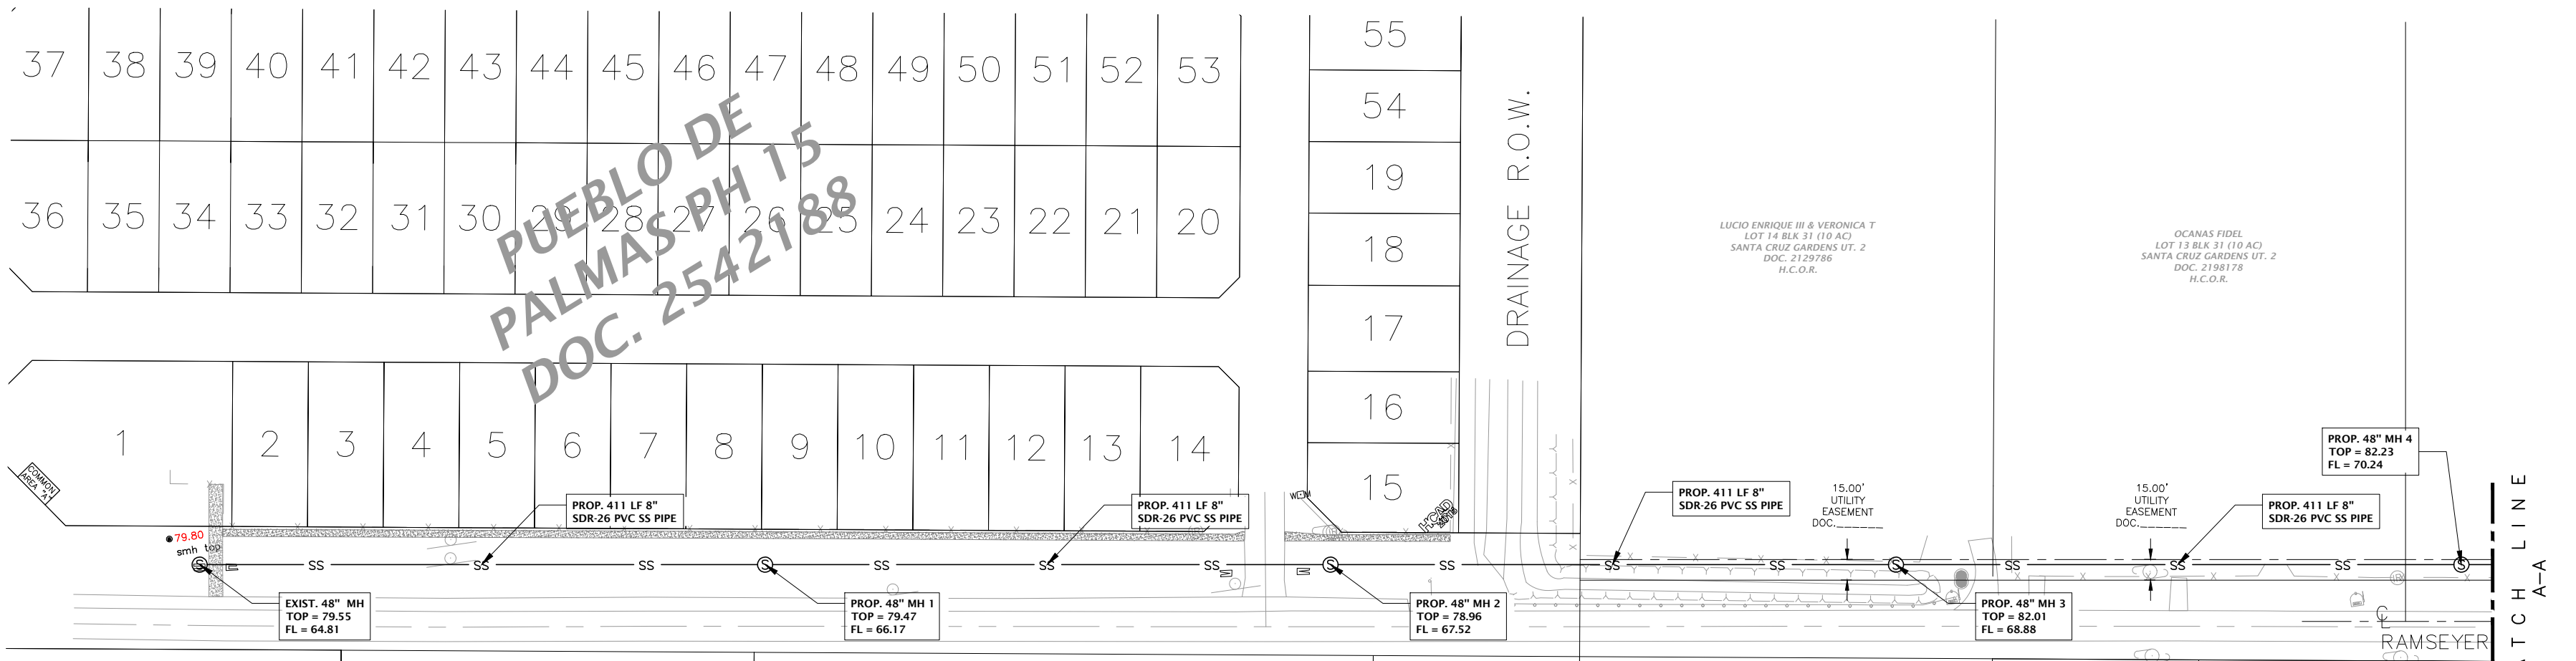 37 38 39 40 41 42 43 44 45 46 47 48 49 50 51 52 53
55
54
36 35 34 33 32 31 30 29 28 27 26 25 24 23 22 21 20
19
18
17
16
15
PUEBLO DE
PALMAS PH 15
DOC. 2542188
DRAINAGE R.O.W.
LUCIO ENRIQUE III & VERONICA T
LOT 14 BLK 31 (10 AC)
SANTA CRUZ GARDENS UT. 2
DOC. 2129786
H.C.O.R.
OCANAS FIDEL
LOT 13 BLK 31 (10 AC)
SANTA CRUZ GARDENS UT. 2
DOC. 2198178
H.C.O.R.
1 2 3 4 5 6 7 8 9 10 11 12 13 14
COMMON
AREA "A"
79.80
smh top
PROP. 411 LF 8"
SDR-26 PVC SS PIPE
PROP. 411 LF 8"
SDR-26 PVC SS PIPE
PROP. 411 LF 8"
SDR-26 PVC SS PIPE
15.00'
UTILITY
EASEMENT
DOC.______
15.00'
UTILITY
EASEMENT
DOC.______
PROP. 411 LF 8"
SDR-26 PVC SS PIPE
PROP. 48" MH 4
TOP = 82.23
FL = 70.24
S SS SS SS S SS SS SS S SS SS SS S SS SS SS S
EXIST. 48" MH
TOP = 79.55
FL = 64.81
PROP. 48" MH 1
TOP = 79.47
FL = 66.17
PROP. 48" MH 2
TOP = 78.96
FL = 67.52
PROP. 48" MH 3
TOP = 82.01
FL = 68.88
RAMSEYER
ATCH LINE
A-A